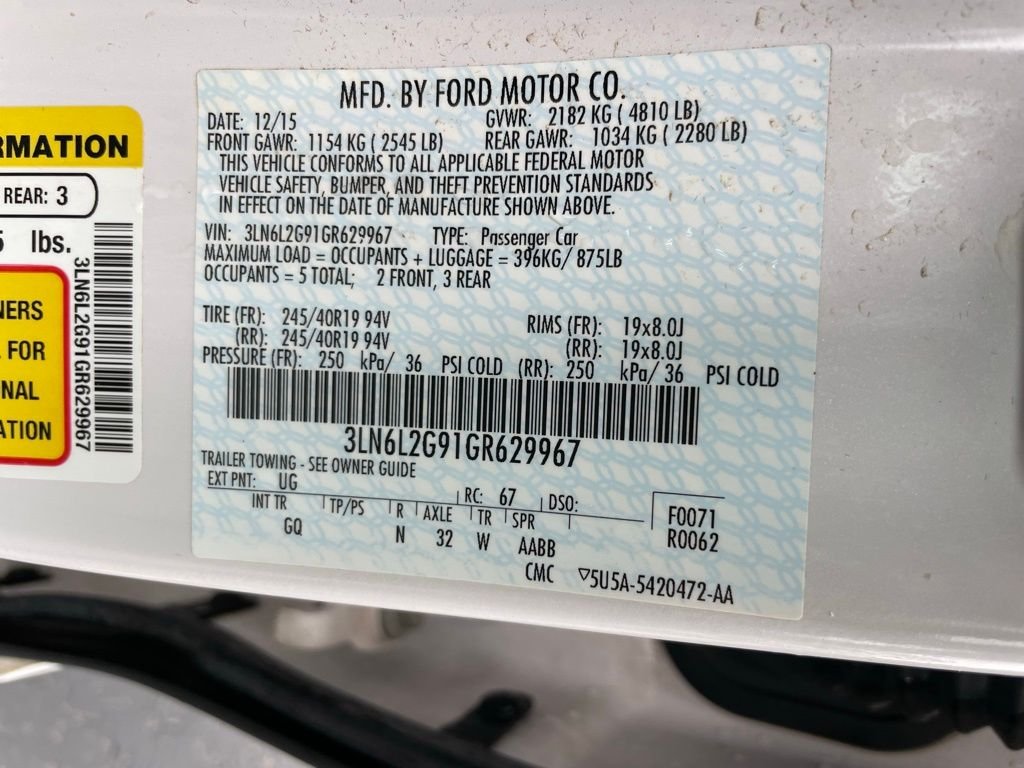 RMATION
REAR: 3
5 lbs.
NERS
L FOR
NAL
ATION
3LN6L2G91GR629967
MFD. BY FORD MOTOR CO.
DATE: 12/15 GVWR: 2182 KG ( 4810 LB)
FRONT GAWR: 1154 KG ( 2545 LB) REAR GAWR: 1034 KG ( 2280 LB)
THIS VEHICLE CONFORMS TO ALL APPLICABLE FEDERAL MOTOR
VEHICLE SAFETY, BUMPER, AND THEFT PREVENTION STANDARDS
IN EFFECT ON THE DATE OF MANUFACTURE SHOWN ABOVE.
VIN: 3LN6L2G91GR629967 TYPE: Passenger Car
MAXIMUM LOAD = OCCUPANTS + LUGGAGE = 396KG/ 875LB
OCCUPANTS = 5 TOTAL; 2 FRONT, 3 REAR
TIRE (FR): 245/40R19 94V RIMS (FR): 19x8.0J
(RR): 245/40R19 94V (RR): 19x8.0J
PRESSURE (FR): 250 kPa/ 36 PSI COLD (RR): 250 kPa/ 36 PSI COLD
3LN6L2G91GR629967
TRAILER TOWING - SEE OWNER GUIDE
EXT PNT: UG RC: 67 DSO:
INT TR TP/PS R AXLE TR SPR F0071
GQ N 32 W AABB R0062
CMC ▽5U5A-5420472-AA